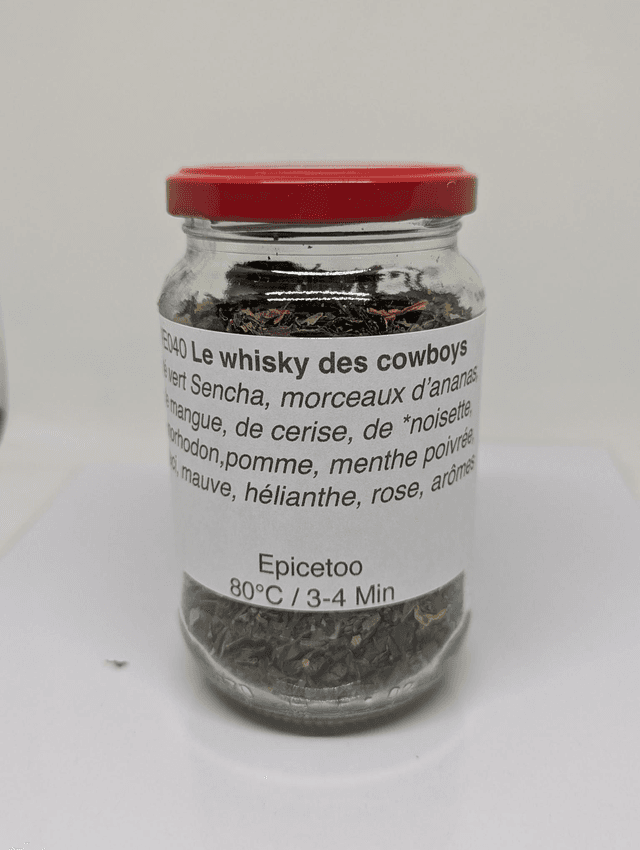 E040 Le whisky des cowboys
vert Sencha, morceaux d'ananas,
mangue, de cerise, de *noisette,
orhodon,pomme, menthe poivrée,
mauve, hélianthe, rose, arômes
Epicetoo
80°C / 3-4 Min